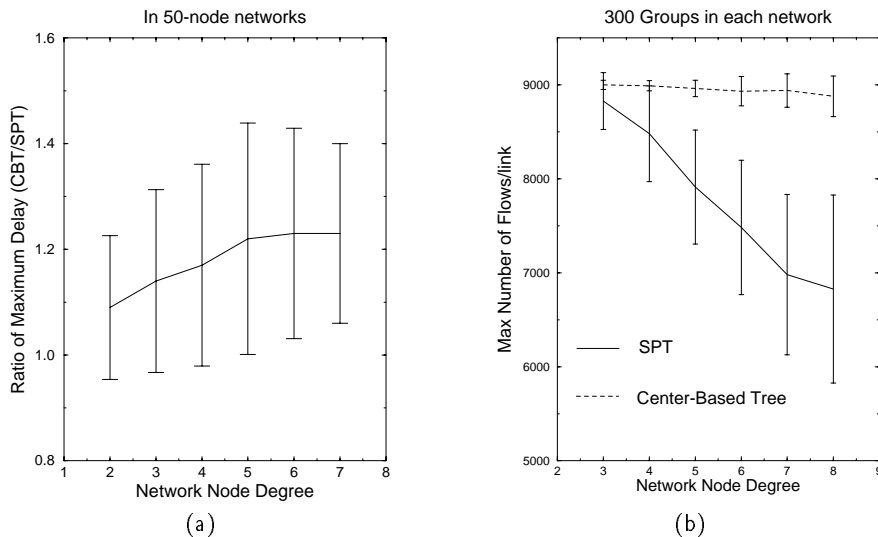 In 50-node networks
1.6
1.4
1.2
1.0
0.8
Ratio of Maximum Delay (CBT/SPT)
1 2 3 4 5 6 7 8
Network Node Degree
(a)
300 Groups in each network
9000
8000
7000
6000
5000
Max Number of Flows/link
SPT
Center-Based Tree
2 3 4 5 6 7 8 9
Network Node Degree
(b)